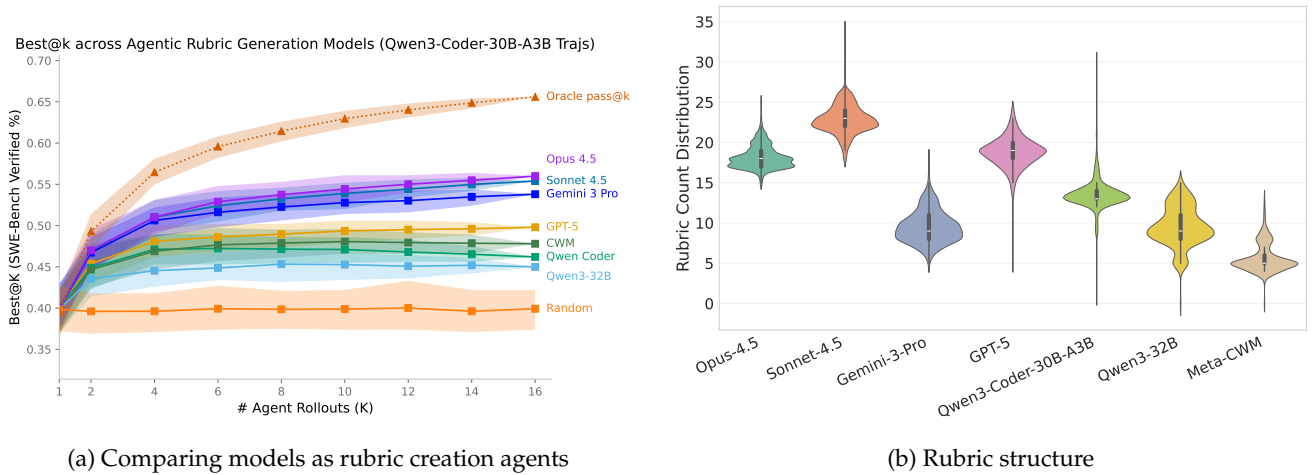 Best@k across Agentic Rubric Generation Models (Qwen3-Coder-30B-A3B Trajs)
Best@K (SWE-Bench Verified %)
0.70
0.65
0.60
0.55
0.50
0.45
0.40
0.35
Oracle pass@k
Opus 4.5
Sonnet 4.5
Gemini 3 Pro
GPT-5
CWM
Qwen Coder
Qwen3-32B
Random
1 2 4 6 8 10 12 14 16
# Agent Rollouts (K)
(a) Comparing models as rubric creation agents
Rubric Count Distribution
35
30
25
20
15
10
5
0
Opus-4.5
Sonnet-4.5
Gemini-3-Pro
GPT-5
Qwen3-Coder-30B-A3B
Qwen3-32B
Meta-CWM
(b) Rubric structure